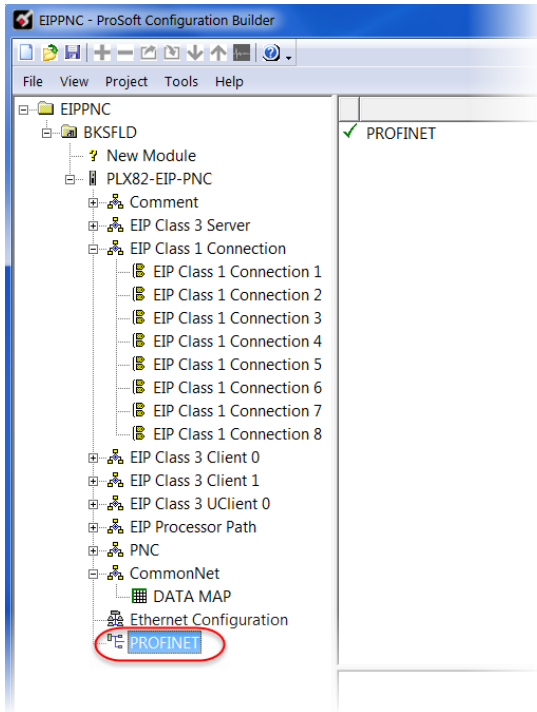 EIPPNC - ProSoft Configuration Builder
File View Project Tools Help
EIPPNC
BKSFLD
? New Module
PLX82-EIP-PNC
Comment
EIP Class 3 Server
EIP Class 1 Connection
EIP Class 1 Connection 1
EIP Class 1 Connection 2
EIP Class 1 Connection 3
EIP Class 1 Connection 4
EIP Class 1 Connection 5
EIP Class 1 Connection 6
EIP Class 1 Connection 7
EIP Class 1 Connection 8
EIP Class 3 Client 0
EIP Class 3 Client 1
EIP Class 3 UClient 0
EIP Processor Path
PNC
CommonNet
DATA MAP
Ethernet Configuration
PROFINET
PROFINET